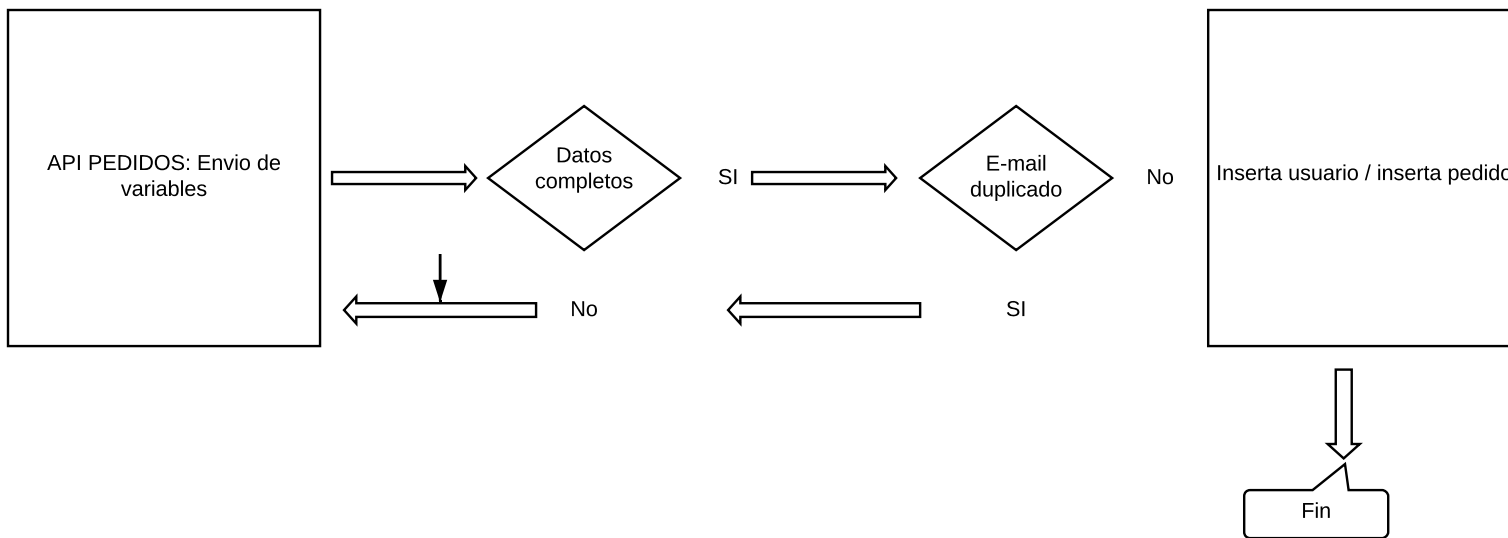 API PEDIDOS: Envio de
variables
Datos
completos
SI
E-mail
duplicado
No
Inserta usuario / inserta pedido
No
SI
Fin